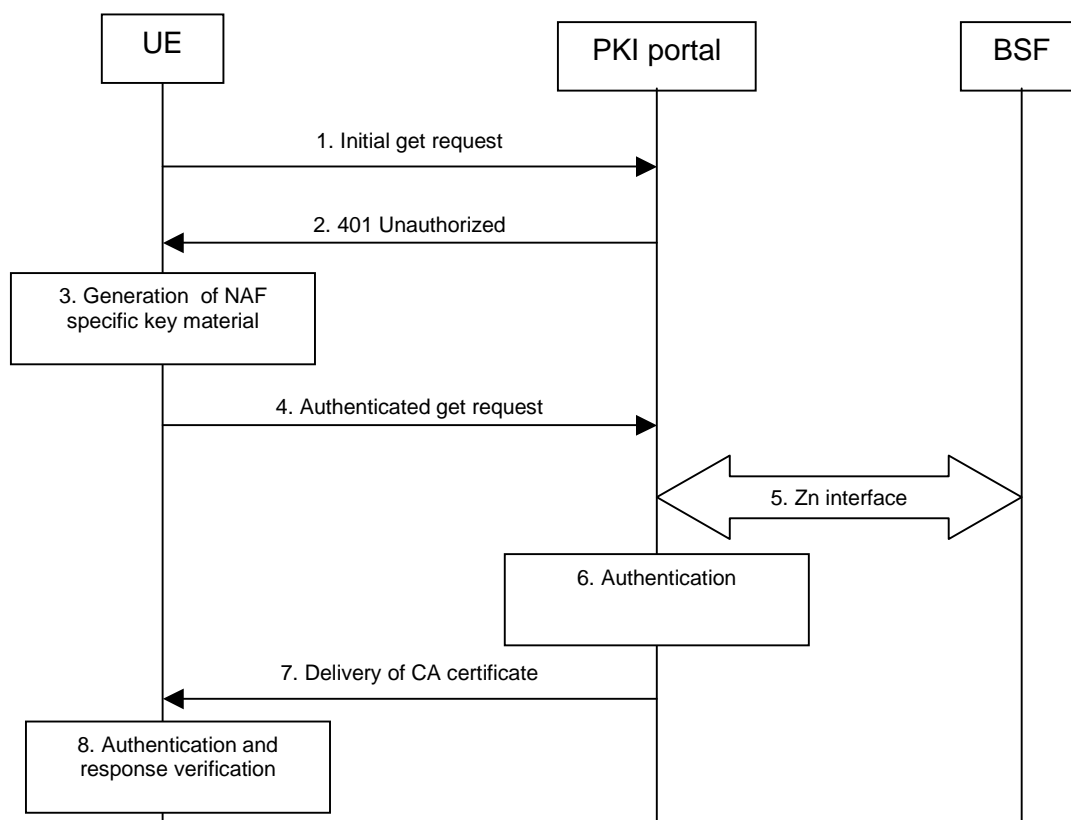 UE
PKI portal
BSF
1. Initial get request
2. 401 Unauthorized
3. Generation of NAF
specific key material
4. Authenticated get request
5. Zn interface
6. Authentication
7. Delivery of CA certificate
8. Authentication and
response verification